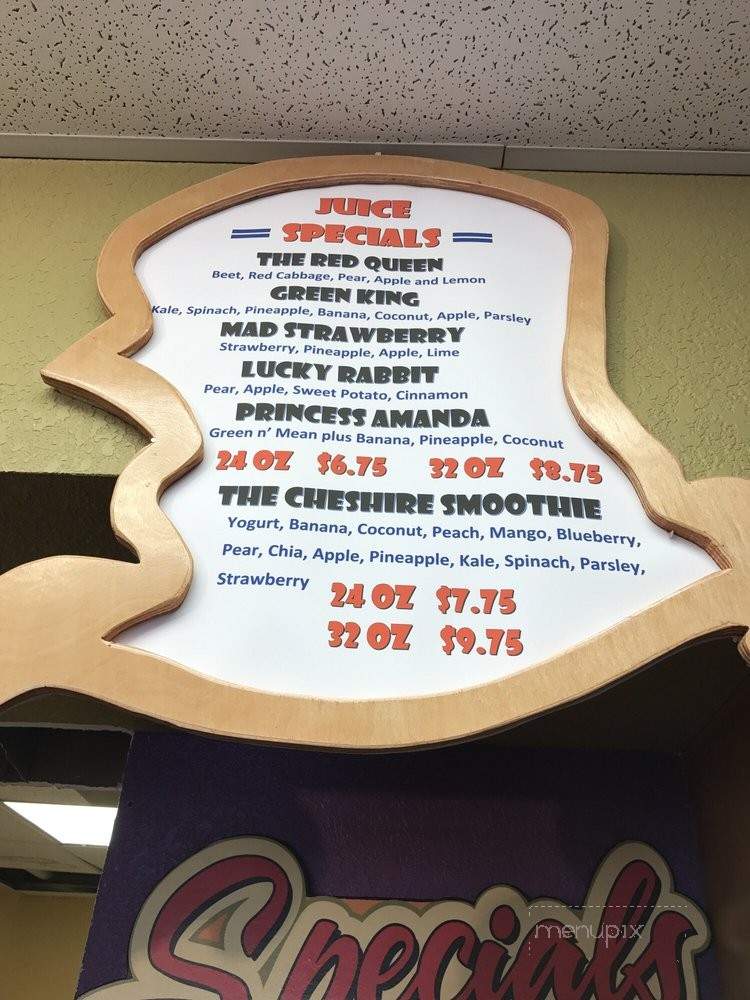 JUICE
SPECIALS
THE RED QUEEN
Beet, Red Cabbage, Pear, Apple and Lemon
GREEN KING
Kale, Spinach, Pineapple, Banana, Coconut, Apple, Parsley
MAD STRAWBERRY
Strawberry, Pineapple, Apple, Lime
LUCKY RABBIT
Pear, Apple, Sweet Potato, Cinnamon
PRINCESS AMANDA
Green n' Mean plus Banana, Pineapple, Coconut
24 OZ $6.75 32 OZ $8.75
THE CHESHIRE SMOOTHIE
Yogurt, Banana, Coconut, Peach, Mango, Blueberry,
Pear, Chia, Apple, Pineapple, Kale, Spinach, Parsley,
Strawberry
24 OZ $7.75
32 OZ $9.75
Specials
menupix